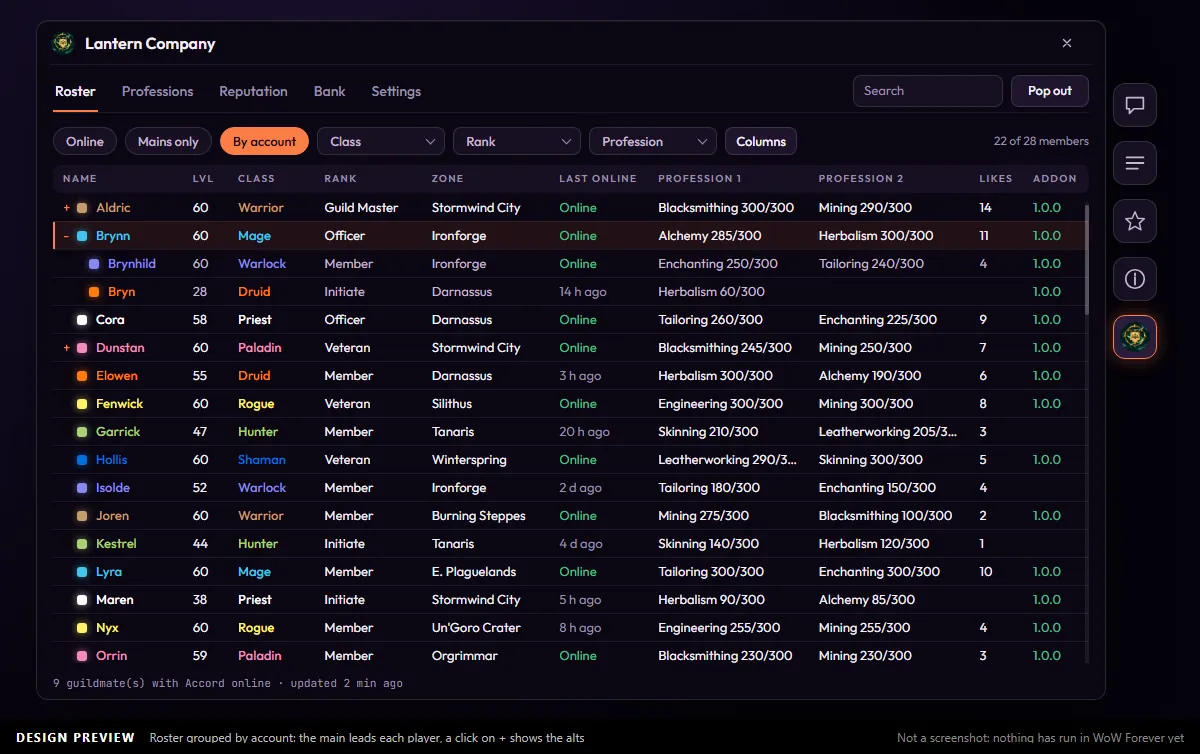 Lantern Company ×
Roster Professions Reputation Bank Settings Search Pop out
Online Mains only By account Class Rank Profession Columns 22 of 28 members
NAME LVL CLASS RANK ZONE LAST ONLINE PROFESSION 1 PROFESSION 2 LIKES ADDON
+ Aldric 60 Warrior Guild Master Stormwind City Online Blacksmithing 300/300 Mining 290/300 14 1.0.0
- Brynn 60 Mage Officer Ironforge Online Alchemy 285/300 Herbalism 300/300 11 1.0.0
Brynhild 60 Warlock Member Ironforge Online Enchanting 250/300 Tailoring 240/300 4 1.0.0
Bryn 28 Druid Initiate Darnassus 14 h ago Herbalism 60/300 1.0.0
Cora 58 Priest Officer Darnassus Online Tailoring 260/300 Enchanting 225/300 9 1.0.0
+ Dunstan 60 Paladin Veteran Stormwind City Online Blacksmithing 245/300 Mining 250/300 7 1.0.0
Elowen 55 Druid Member Darnassus 3 h ago Herbalism 300/300 Alchemy 190/300 6 1.0.0
Fenwick 60 Rogue Veteran Silithus Online Engineering 300/300 Mining 300/300 8 1.0.0
Garrick 47 Hunter Member Tanaris 20 h ago Skinning 210/300 Leatherworking 205/3... 3
Hollis 60 Shaman Veteran Winterspring Online Leatherworking 290/3... Skinning 300/300 5 1.0.0
Isolde 52 Warlock Member Ironforge 2 d ago Tailoring 180/300 Enchanting 150/300 4
Joren 60 Warrior Member Burning Steppes Online Mining 275/300 Blacksmithing 100/300 2 1.0.0
Kestrel 44 Hunter Initiate Tanaris 4 d ago Skinning 140/300 Herbalism 120/300 1
Lyra 60 Mage Member E. Plaguelands Online Tailoring 300/300 Enchanting 300/300 10 1.0.0
Maren 38 Priest Initiate Stormwind City 5 h ago Herbalism 90/300 Alchemy 85/300 1.0.0
Nyx 60 Rogue Member Un'Goro Crater 8 h ago Engineering 255/300 Mining 255/300 4 1.0.0
Orrin 59 Paladin Member Orgrimmar Online Blacksmithing 230/300 Mining 230/300 3 1.0.0
9 guildmate(s) with Accord online · updated 2 min ago
DESIGN PREVIEW Roster grouped by account: the main leads each player, a click on + shows the alts Not a screenshot: nothing has run in WoW Forever yet